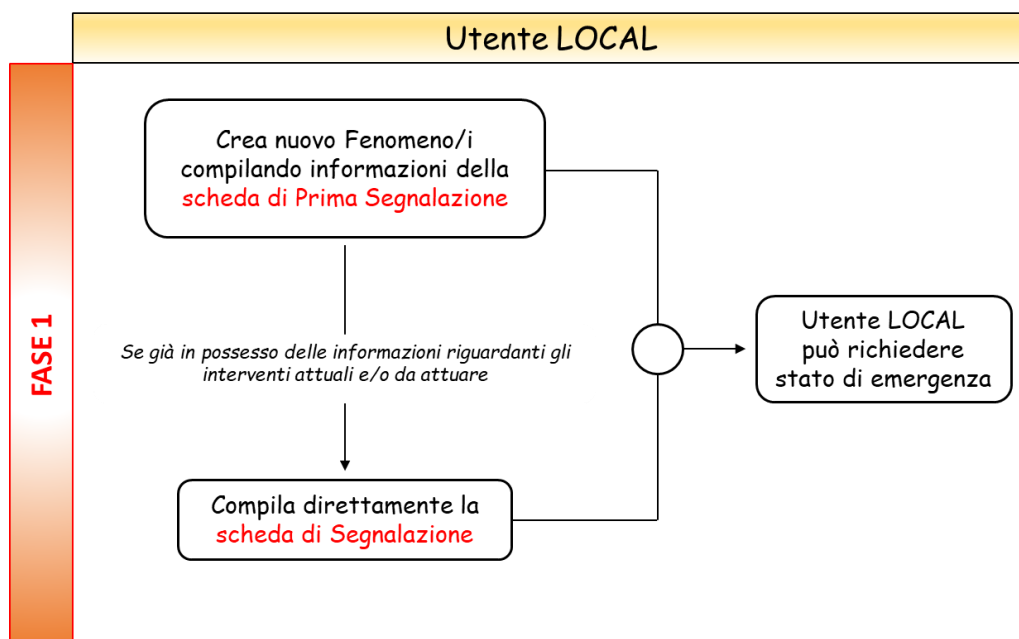 Utente LOCAL
FASE 1
Crea nuovo Fenomeno/i
compilando informazioni della
scheda di Prima Segnalazione
Se già in possesso delle informazioni riguardanti gli
interventi attuali e/o da attuare
Compila direttamente la
scheda di Segnalazione
Utente LOCAL
può richiedere
stato di emergenza